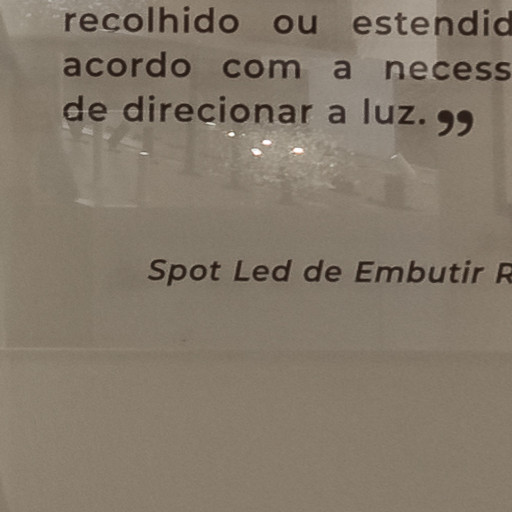 recolhido ou estendid
acordo com a necess
de direcionar a luz.”
Spot Led de Embutir R